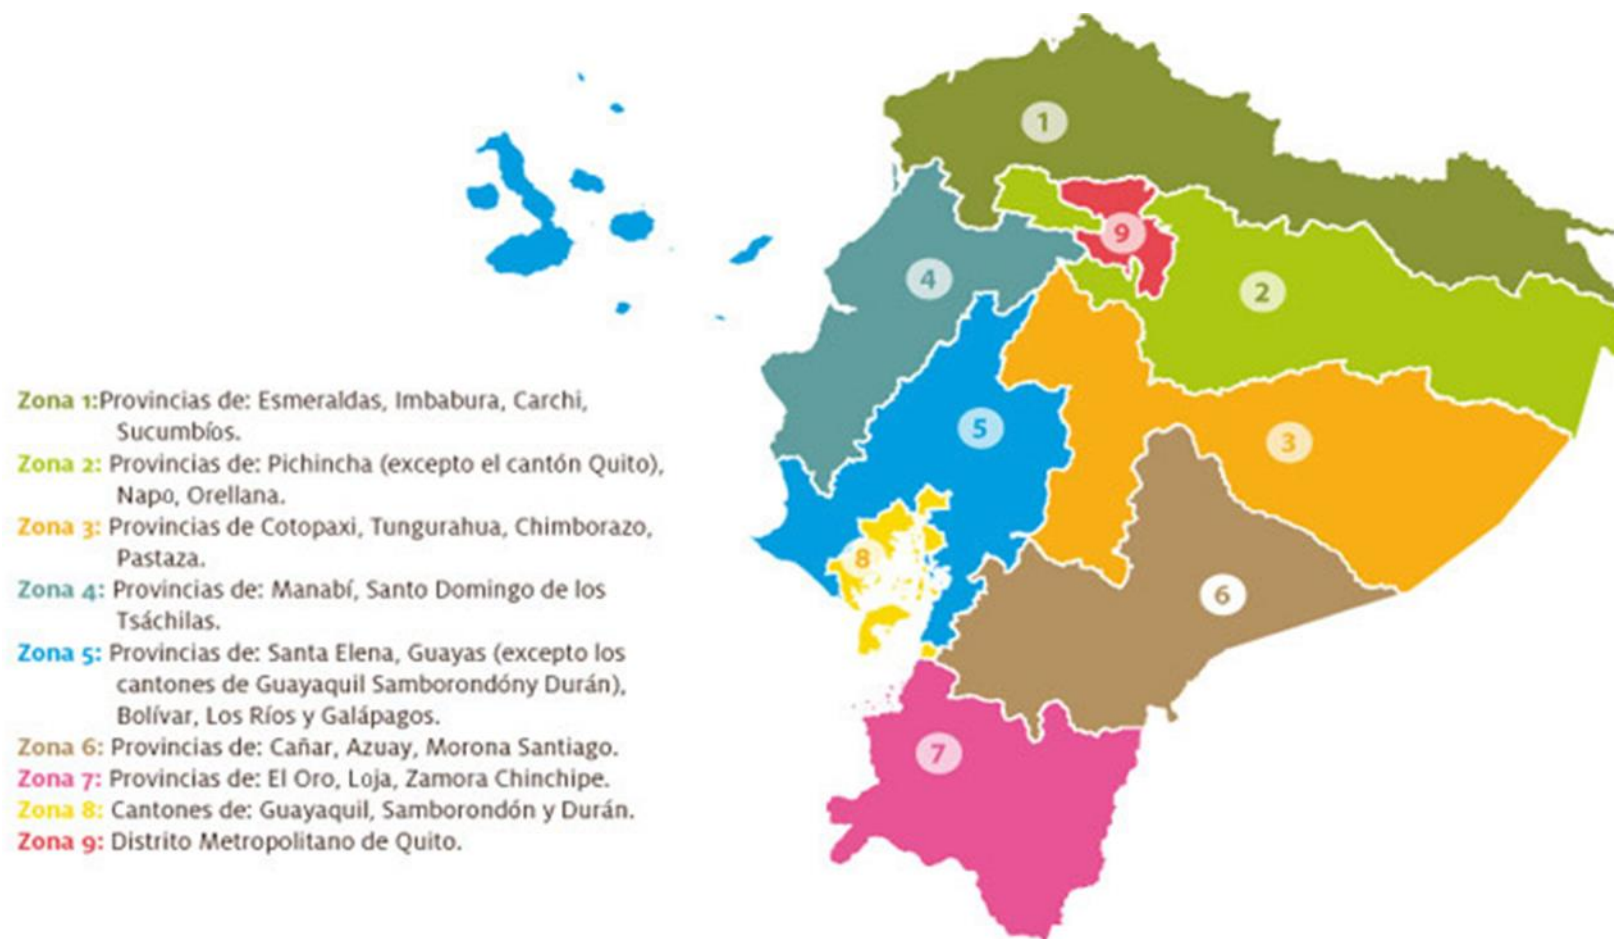 Zona 1:Provincias de: Esmeraldas, Imbabura, Carchi,
Sucumbíos.
Zona 2: Provincias de: Pichincha (excepto el cantón Quito),
Napo, Orellana.
Zona 3: Provincias de Cotopaxi, Tungurahua, Chimborazo,
Pastaza.
Zona 4: Provincias de: Manabí, Santo Domingo de los
Tsáchilas.
Zona 5: Provincias de: Santa Elena, Guayas (excepto los
cantones de Guayaquil Samborondóny Durán),
Bolívar, Los Ríos y Galápagos.
Zona 6: Provincias de: Cañar, Azuay, Morona Santiago.
Zona 7: Provincias de: El Oro, Loja, Zamora Chinchipe.
Zona 8: Cantones de: Guayaquil, Samborondón y Durán.
Zona 9: Distrito Metropolitano de Quito.
1
9
4
2
5
3
8
6
7